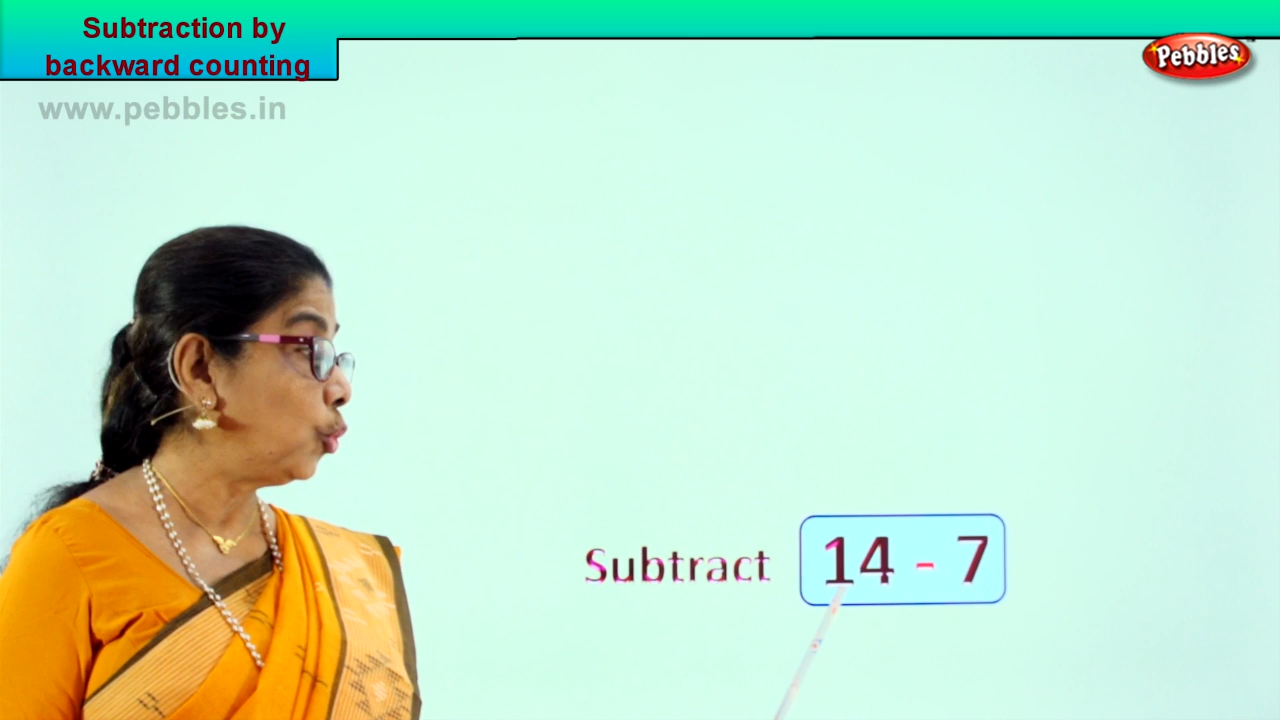 Subtraction by
backward counting
Pebbles
www.pebbles.in
Subtract 14 - 7